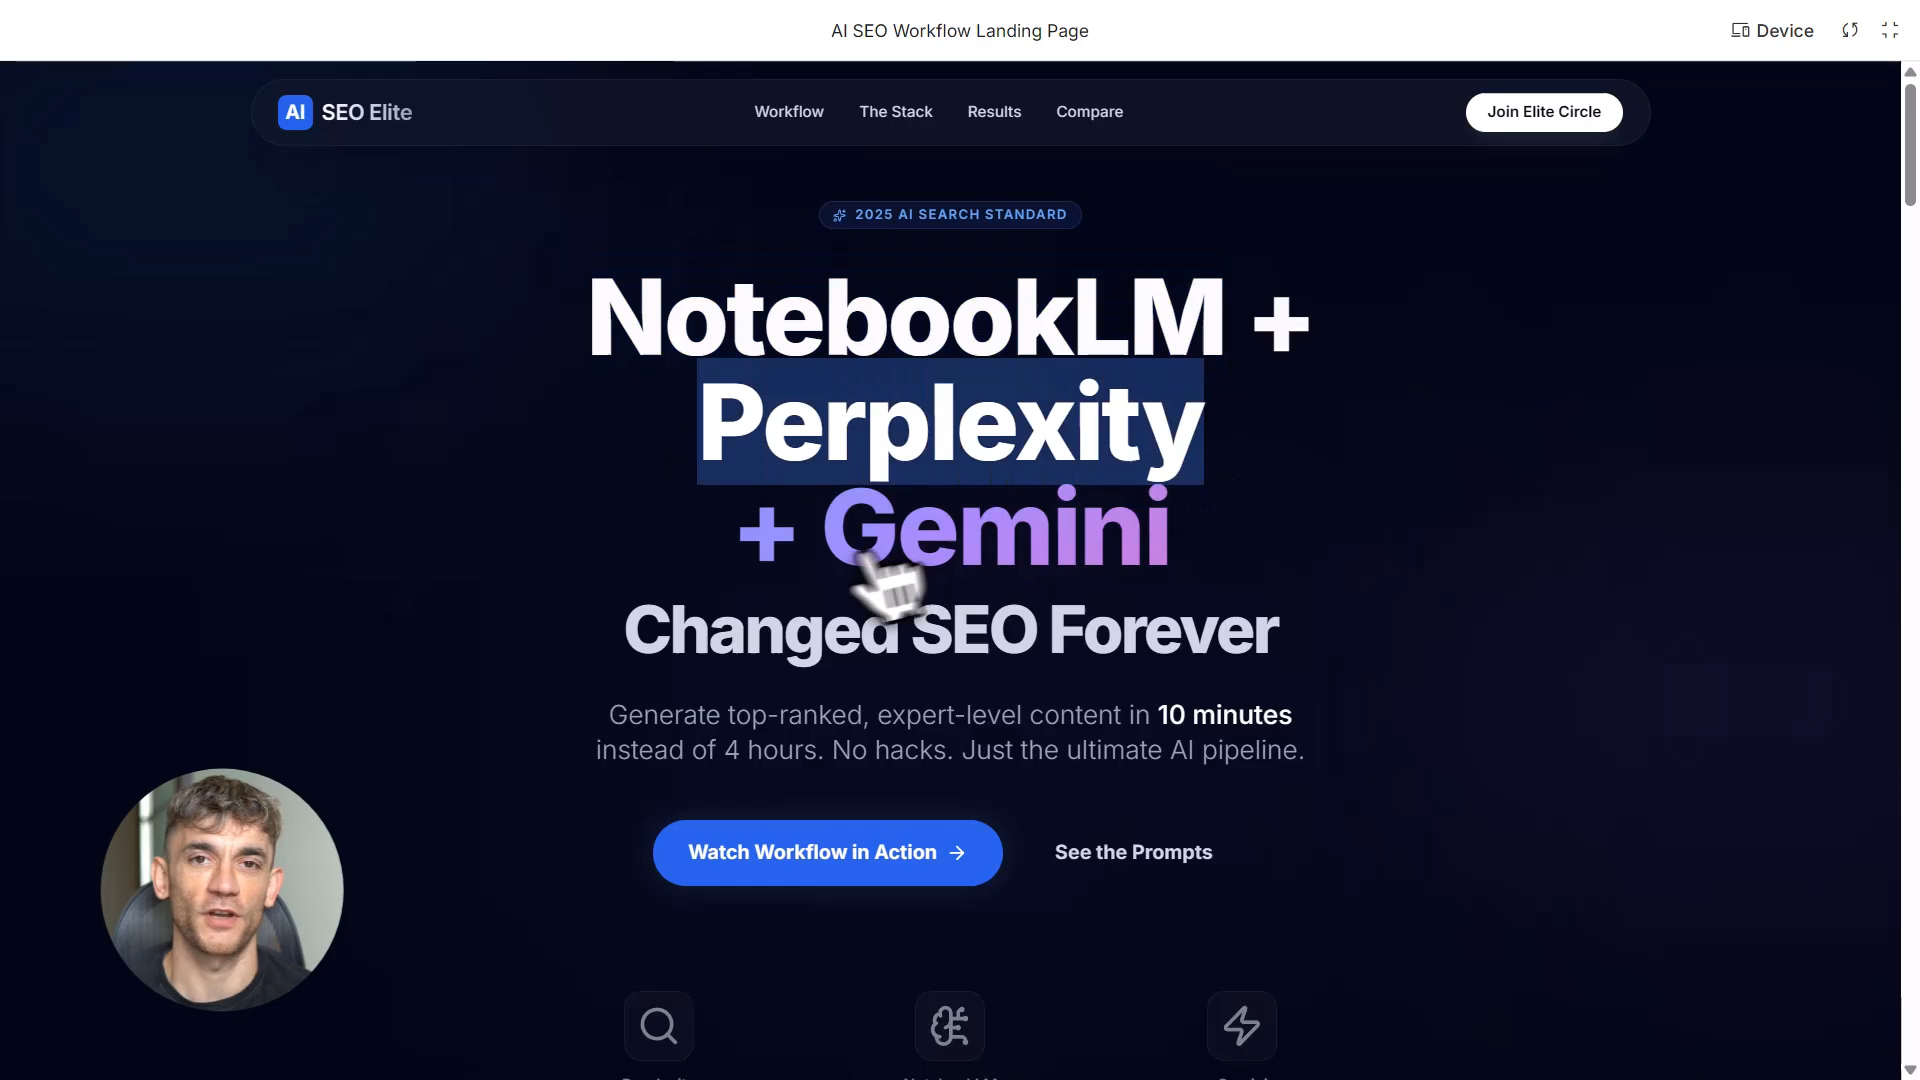 AI SEO Workflow Landing Page
Device
AI SEO Elite
Workflow
The Stack
Results
Compare
Join Elite Circle
2025 AI SEARCH STANDARD
NotebookLM +
Perplexity
+ Gemini
Changed SEO Forever
Generate top-ranked, expert-level content in 10 minutes
instead of 4 hours. No hacks. Just the ultimate AI pipeline.
Watch Workflow in Action →
See the Prompts